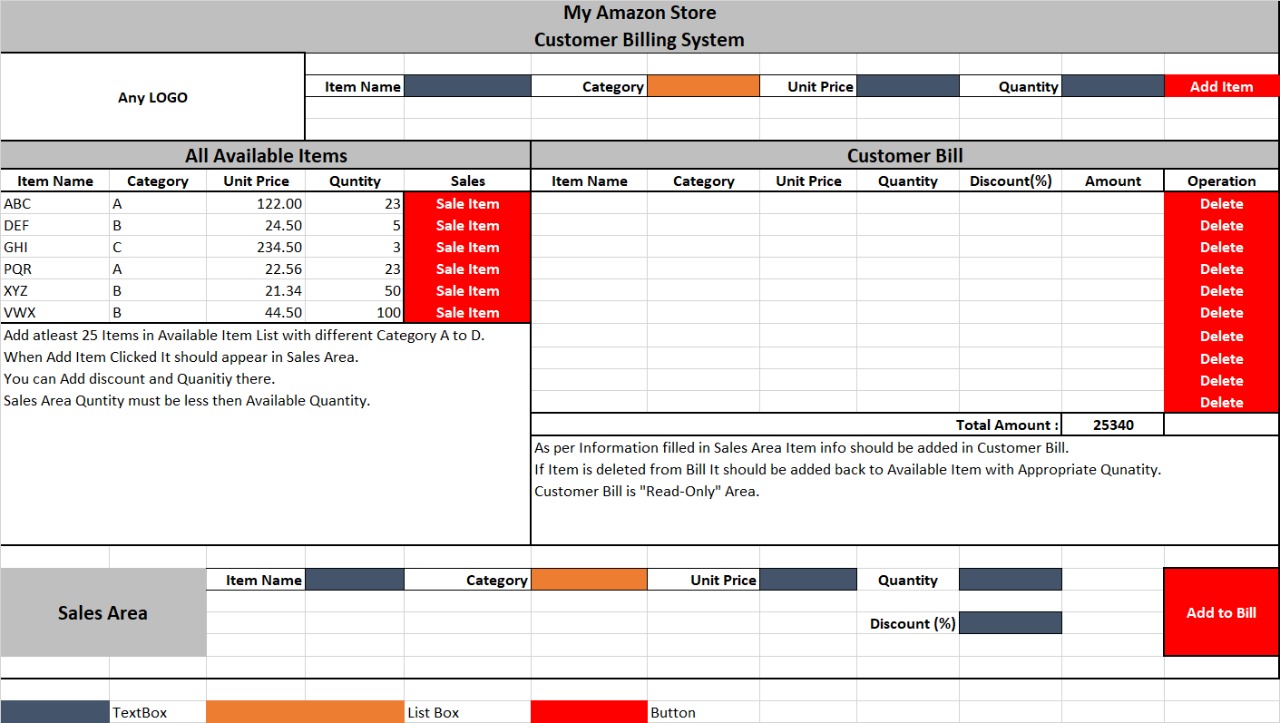 My Amazon Store
Customer Billing System
Any LOGO
Item Name Category Unit Price Quantity Add Item
All Available Items Customer Bill
Item Name Category Unit Price Quntity Sales Item Name Category Unit Price Quantity Discount(%) Amount Operation
ABC A 122.00 23 Sale Item Delete
DEF B 24.50 5 Sale Item Delete
GHI C 234.50 3 Sale Item Delete
PQR A 22.56 23 Sale Item Delete
XYZ B 21.34 50 Sale Item Delete
VWX B 44.50 100 Sale Item Delete
Add atleast 25 Items in Available Item List with different Category A to D. Delete
When Add Item Clicked It should appear in Sales Area. Delete
You can Add discount and Quanitiy there. Delete
Sales Area Quntity must be less then Available Quantity. Delete
Total Amount : 25340
As per Information filled in Sales Area Item info should be added in Customer Bill.
If Item is deleted from Bill It should be added back to Available Item with Appropriate Qunatity.
Customer Bill is "Read-Only" Area.
Item Name Category Unit Price Quantity
Sales Area Add to Bill
Discount (%)
TextBox List Box Button